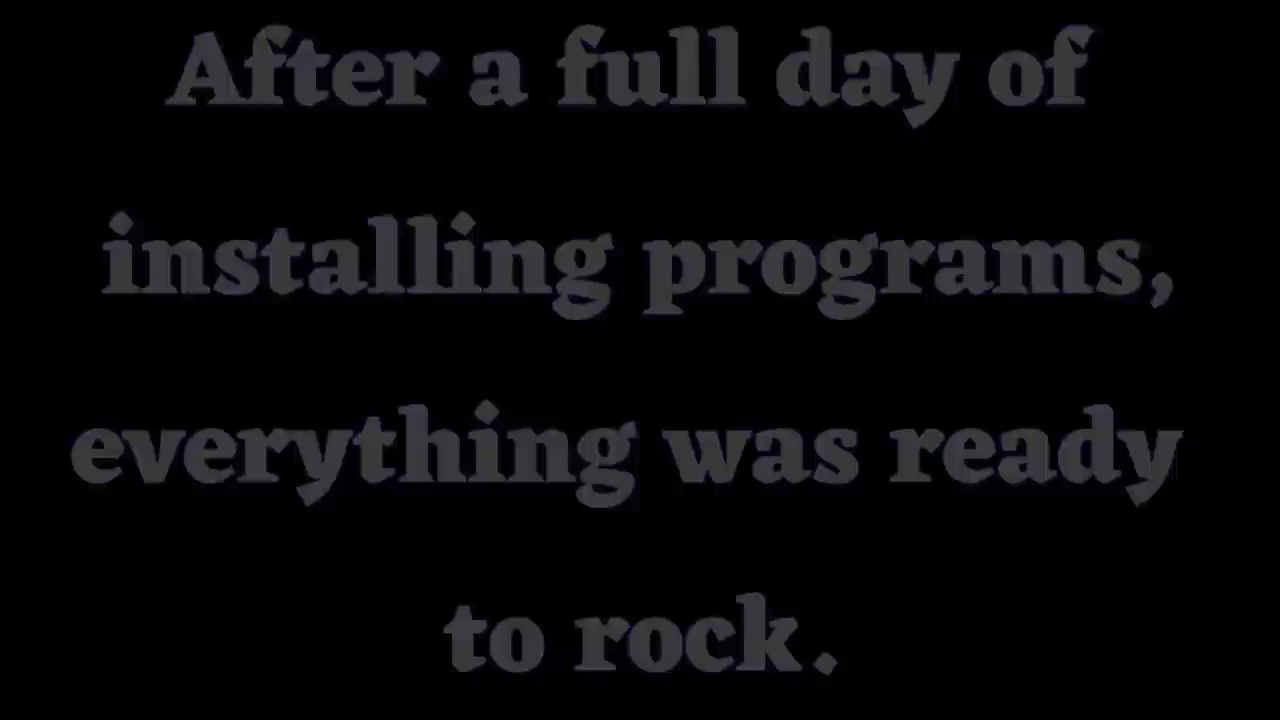 After a full day of
installing programs,
everything was ready
to rock.